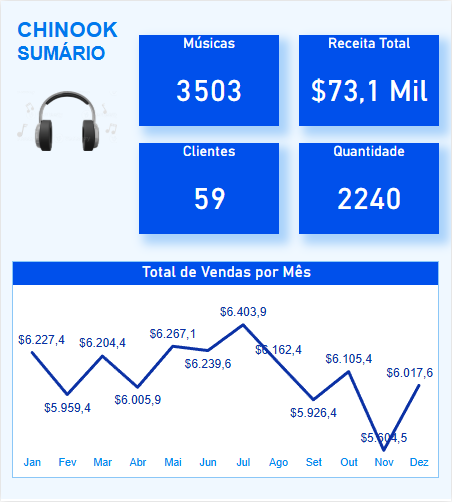 CHINOOK
SUMÁRIO
Músicas
3503
Receita Total
$73,1 Mil
Clientes
59
Quantidade
2240
Total de Vendas por Mês
$6.227,4
$5.959,4
$6.204,4
$6.005,9
$6.267,1
$6.239,6
$6.403,9
$6.162,4
$5.926,4
$6.105,4
$5.604,5
$6.017,6
Jan Fev Mar Abr Mai Jun Jul Ago Set Out Nov Dez